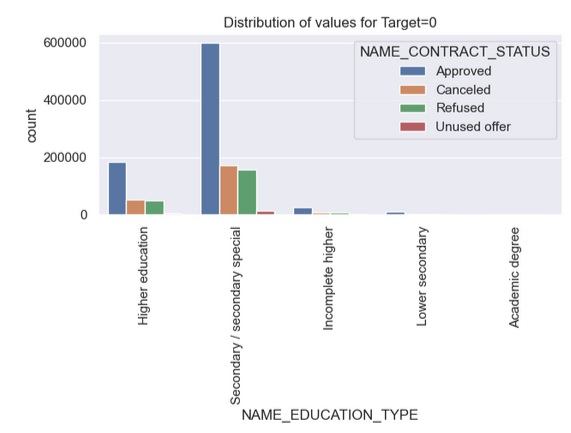 Distribution of values for Target=0
NAME_CONTRACT_STATUS
Approved
Canceled
Refused
Unused offer
600000
400000
200000
0
count
Higher education
Secondary / secondary special
Incomplete higher
Lower secondary
Academic degree
NAME_EDUCATION_TYPE